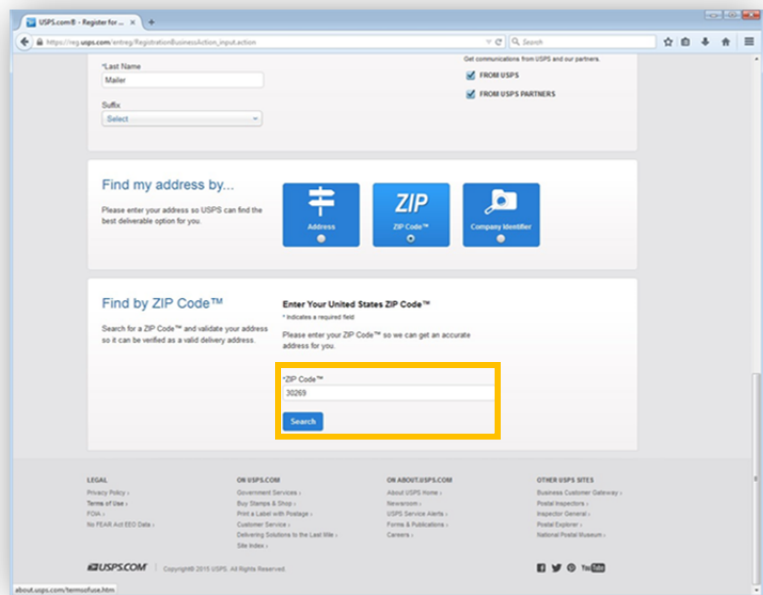 USPS.com® - Register for ... × +
https://reg.usps.com/entreg/RegistrationBusinessAction_input.action
Search
*Last Name
Mailer
Suffix
Select
Get communications from USPS and our partners.
FROM USPS
FROM USPS PARTNERS
Find my address by...
Please enter your address so USPS can find the
best deliverable option for you.
Address
ZIP
ZIP Code™
Company Identifier
Find by ZIP Code™
Search for a ZIP Code™ and validate your address
so it can be verified as a valid delivery address.
Enter Your United States ZIP Code™
* Indicates a required field
Please enter your ZIP Code™ so we can get an accurate
address for you.
*ZIP Code™
30269
Search
LEGAL
Privacy Policy ›
Terms of Use ›
FOIA ›
No FEAR Act EEO Data ›
ON USPS.COM
Government Services ›
Buy Stamps & Shop ›
Print a Label with Postage ›
Customer Service ›
Delivering Solutions to the Last Mile ›
Site Index ›
ON ABOUT.USPS.COM
About USPS Home ›
Newsroom ›
USPS Service Alerts ›
Forms & Publications ›
Careers ›
OTHER USPS SITES
Business Customer Gateway ›
Postal Inspectors ›
Inspector General ›
Postal Explorer ›
National Postal Museum ›
USPS.COM
Copyright© 2015 USPS. All Rights Reserved.
You Tube
about.usps.com/termsofuse.htm